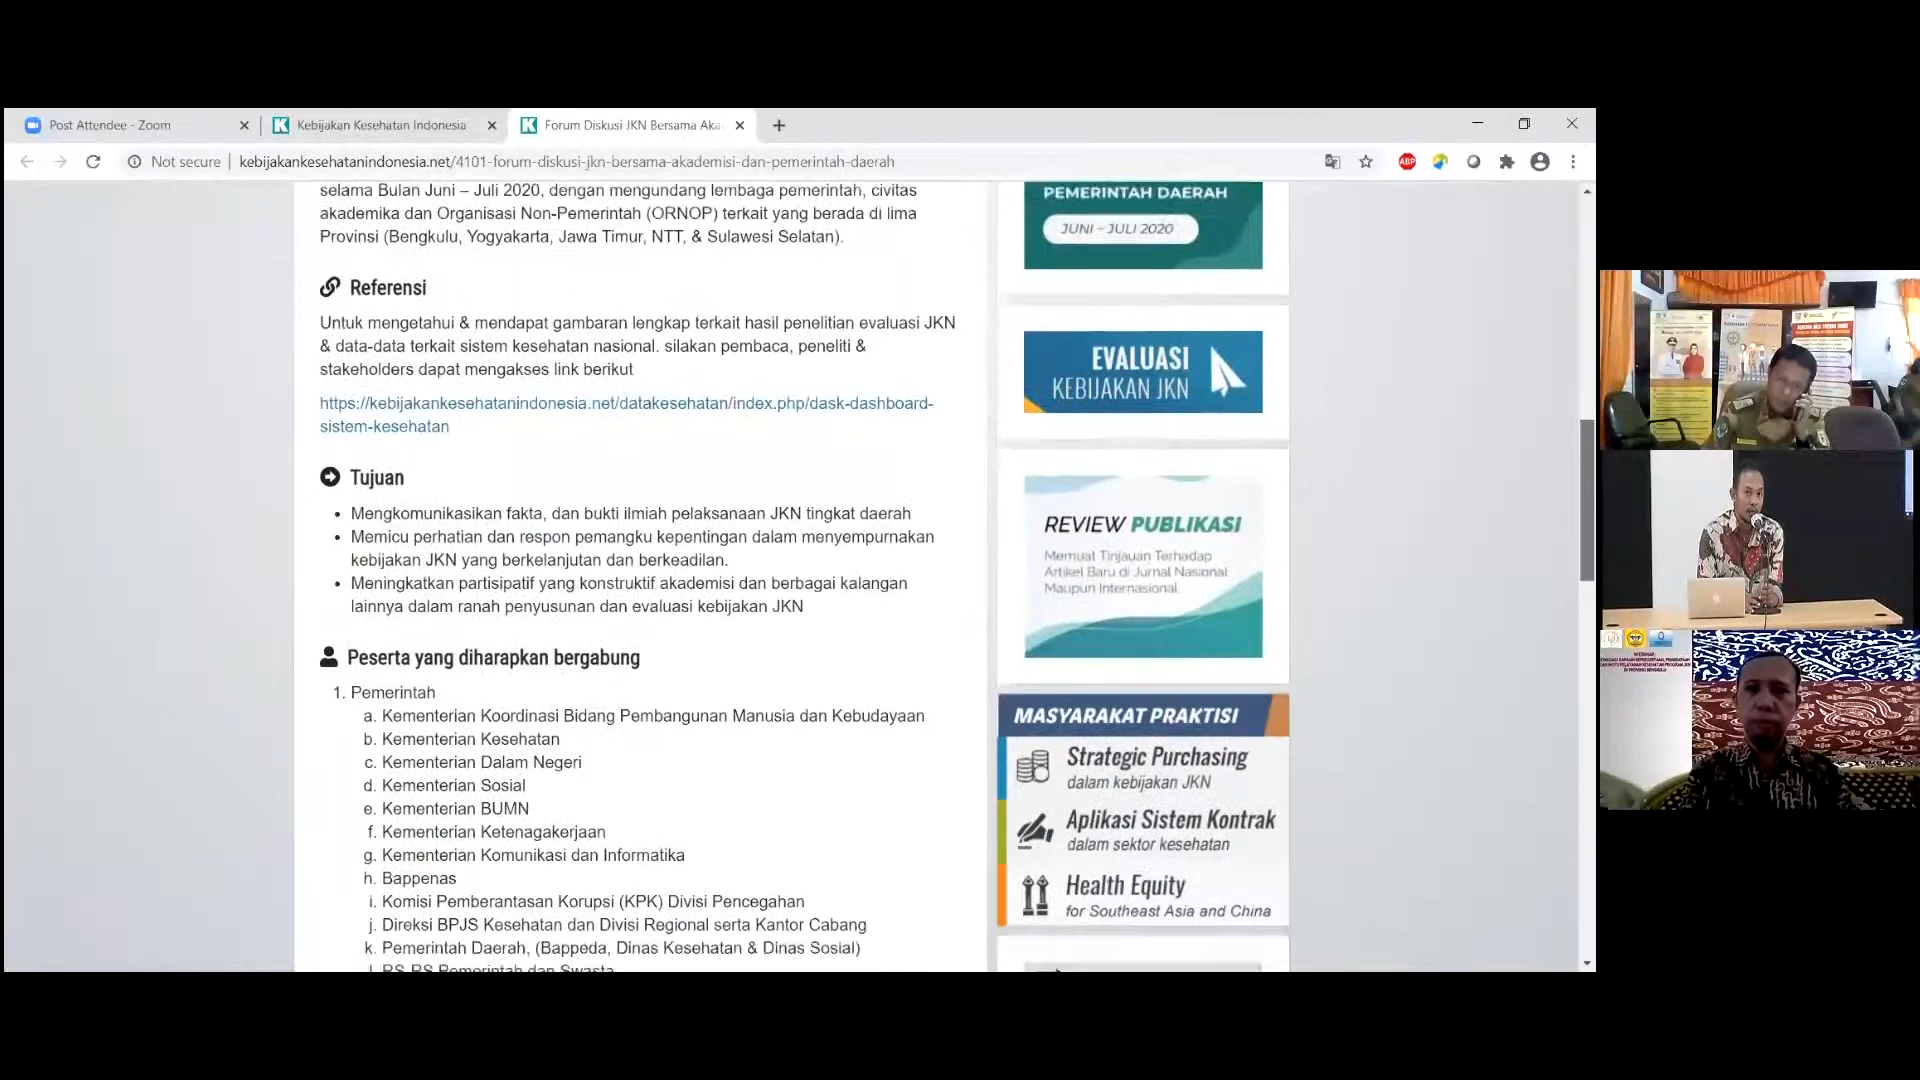 Post Attendee - Zoom
Kebijakan Kesehatan Indonesia
Forum Diskusi JKN Bersama Aka
Not secure
kebijakankesehatanindonesia.net/4101-forum-diskusi-jkn-bersama-akademisi-dan-pemerintah-daerah
ABP
selama Bulan Juni – Juli 2020, dengan mengundang lembaga pemerintah, civitas
akademika dan Organisasi Non-Pemerintah (ORNOP) terkait yang berada di lima
Provinsi (Bengkulu, Yogyakarta, Jawa Timur, NTT, & Sulawesi Selatan).
Referensi
Untuk mengetahui & mendapat gambaran lengkap terkait hasil penelitian evaluasi JKN
& data-data terkait sistem kesehatan nasional. silakan pembaca, peneliti &
stakeholders dapat mengakses link berikut
https://kebijakankesehatanindonesia.net/datakesehatan/index.php/dask-dashboard-
sistem-kesehatan
Tujuan
• Mengkomunikasikan fakta, dan bukti ilmiah pelaksanaan JKN tingkat daerah
• Memicu perhatian dan respon pemangku kepentingan dalam menyempurnakan
kebijakan JKN yang berkelanjutan dan berkeadilan.
• Meningkatkan partisipatif yang konstruktif akademisi dan berbagai kalangan
lainnya dalam ranah penyusunan dan evaluasi kebijakan JKN
Peserta yang diharapkan bergabung
1. Pemerintah
a. Kementerian Koordinasi Bidang Pembangunan Manusia dan Kebudayaan
b. Kementerian Kesehatan
c. Kementerian Dalam Negeri
d. Kementerian Sosial
e. Kementerian BUMN
f. Kementerian Ketenagakerjaan
g. Kementerian Komunikasi dan Informatika
h. Bappenas
i. Komisi Pemberantasan Korupsi (KPK) Divisi Pencegahan
j. Direksi BPJS Kesehatan dan Divisi Regional serta Kantor Cabang
k. Pemerintah Daerah, (Bappeda, Dinas Kesehatan & Dinas Sosial)
l. RS-RS Pemerintah dan Swasta
PEMERINTAH DAERAH
JUNI – JULI 2020
EVALUASI
KEBIJAKAN JKN
REVIEW PUBLIKASI
Memuat Tinjauan Terhadap
Artikel Baru di Jurnal Nasional
Maupun Internasional
MASYARAKAT PRAKTISI
Strategic Purchasing
dalam kebijakan JKN
Aplikasi Sistem Kontrak
dalam sektor kesehatan
Health Equity
for Southeast Asia and China
WEBINAR